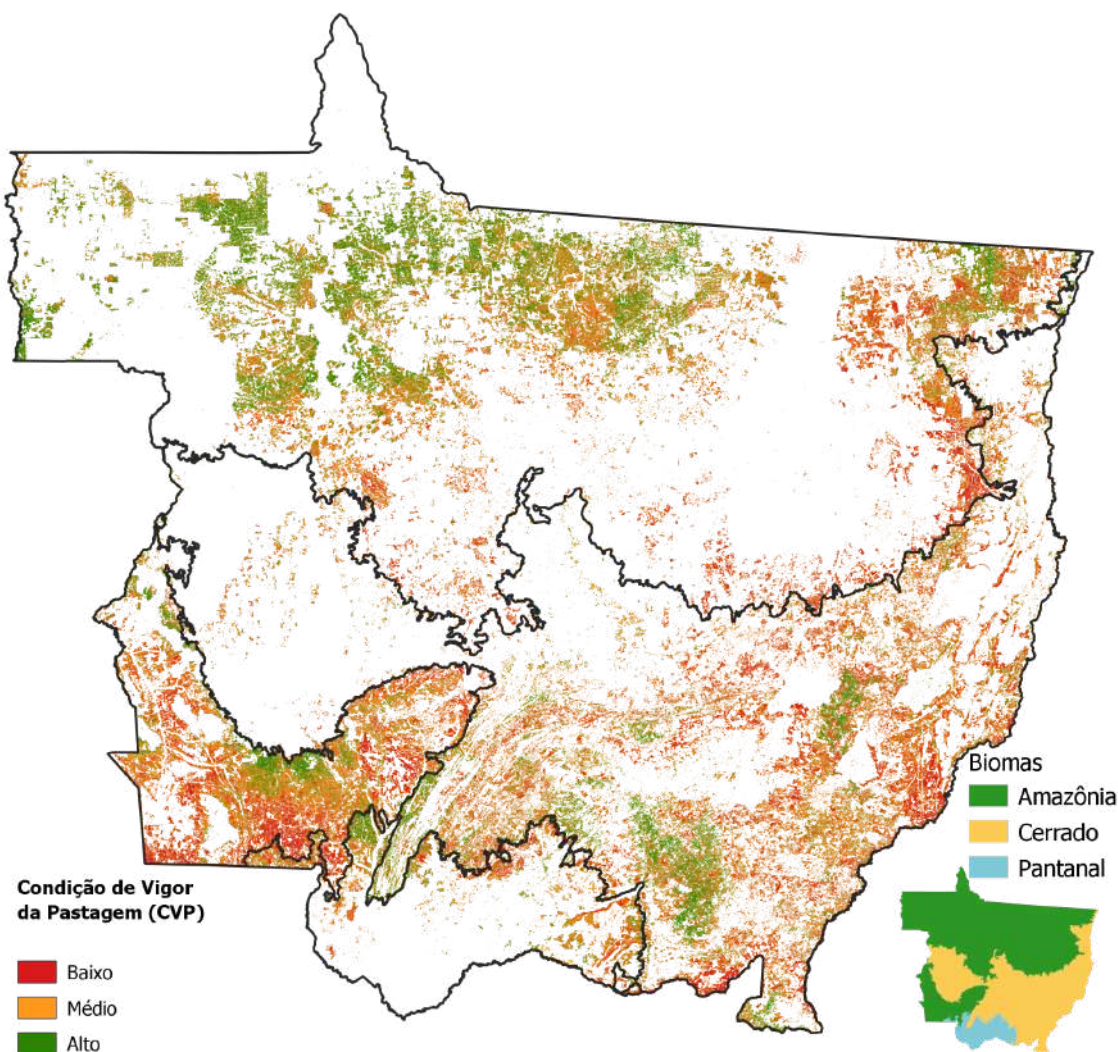 Biomas
Amazônia
Cerrado
Pantanal
Condição de Vigor
da Pastagem (CVP)
Baixo
Médio
Alto